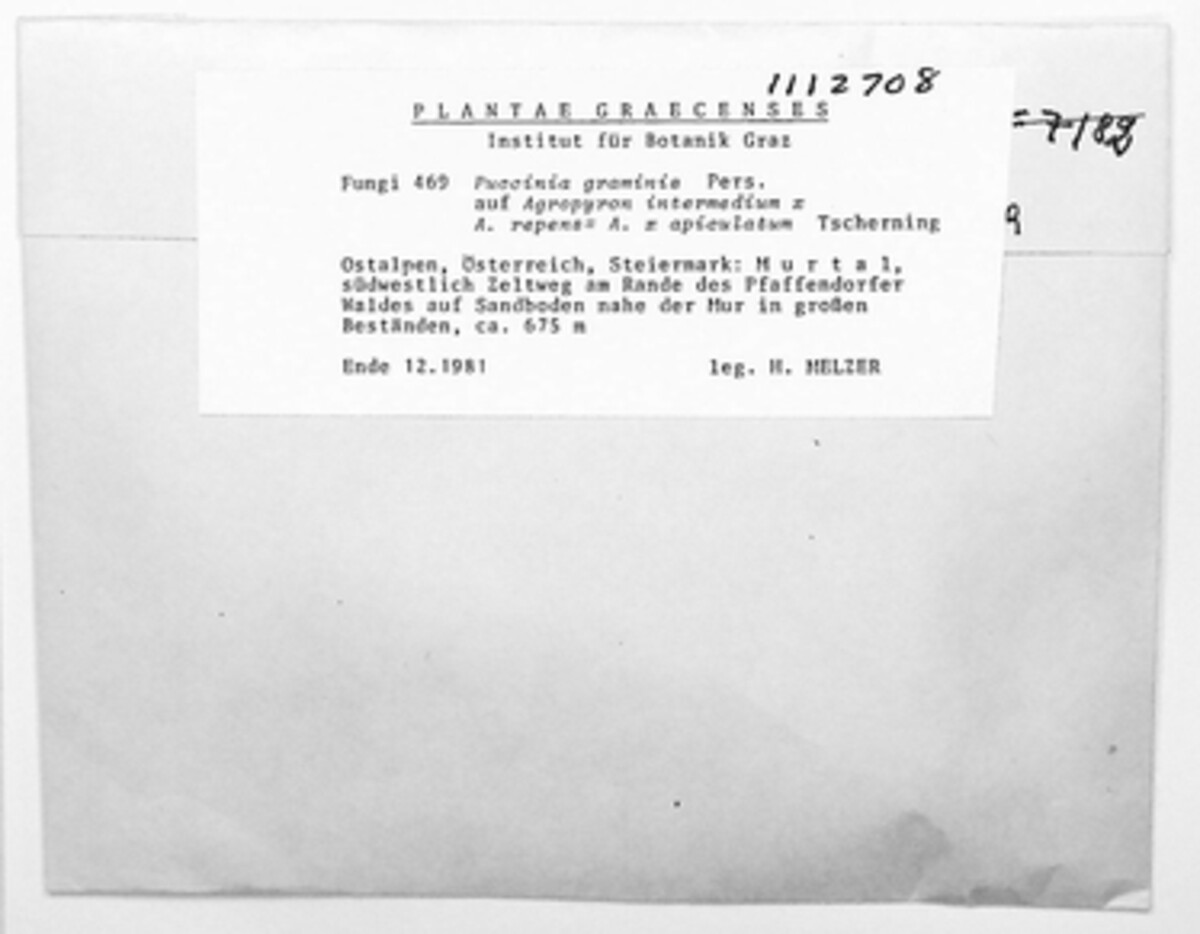 1112708
PLANTAE GRAECENSES
Institut für Botanik Graz
Fungi 469 Puccinia graminis Pers.
auf Agropyron intermedium x
A. repens= A. x apiculatum Tscherning
Ostalpen, Österreich, Steiermark: Murtal,
südwestlich Zeltweg am Rande des Pfaffendorfer
Waldes auf Sandboden nahe der Mur in großen
Beständen, ca. 675 m
Ende 12.1981 leg. H. MELZER